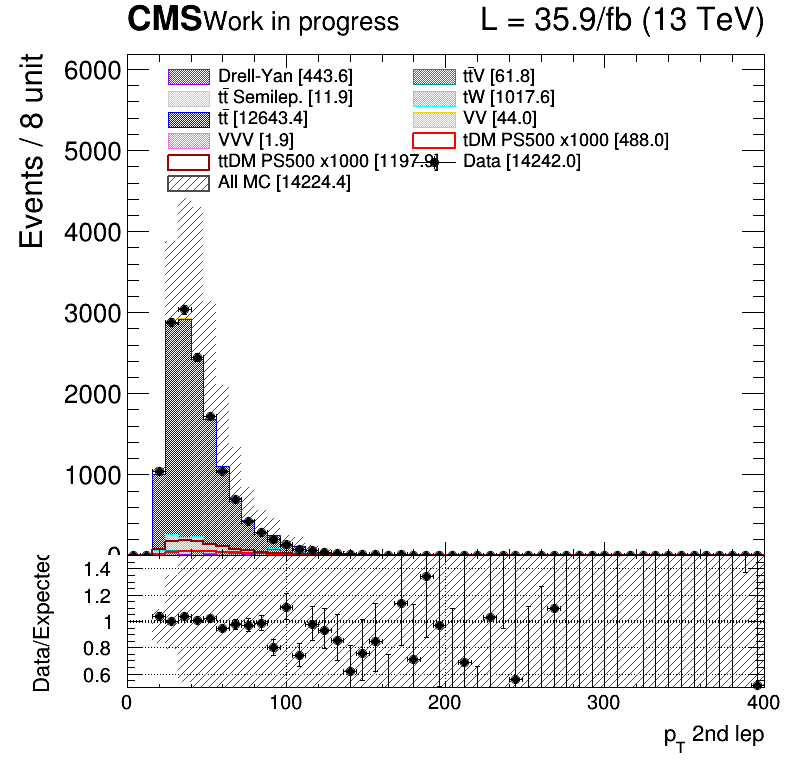 CMS Work in progress L = 35.9/fb (13 TeV)
Events / 8 unit
6000
5000
4000
3000
2000
1000
0
Drell-Yan [443.6]
tt̄V [61.8]
tt̄ Semilep. [11.9]
tW [1017.6]
tt̄ [12643.4]
VV [44.0]
VVV [1.9]
tDM PS500 x1000 [488.0]
ttDM PS500 x1000 [1197.9]
Data [14242.0]
All MC [14224.4]
Data/Expected
1.4
1.2
1
0.8
0.6
0 100 200 300 400
p_T 2nd lep